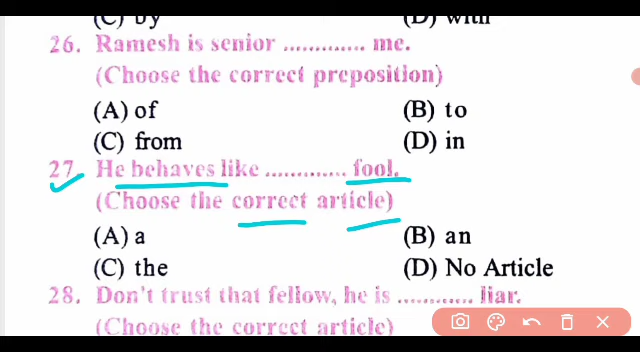 (C) by (D) with
26. Ramesh is senior ............. me.
(Choose the correct preposition)
(A) of (B) to
(C) from (D) in
27. He behaves like ............. fool.
(Choose the correct article)
(A) a (B) an
(C) the (D) No Article
28. Don't trust that fellow, he is ............ liar.
(Choose the correct article)